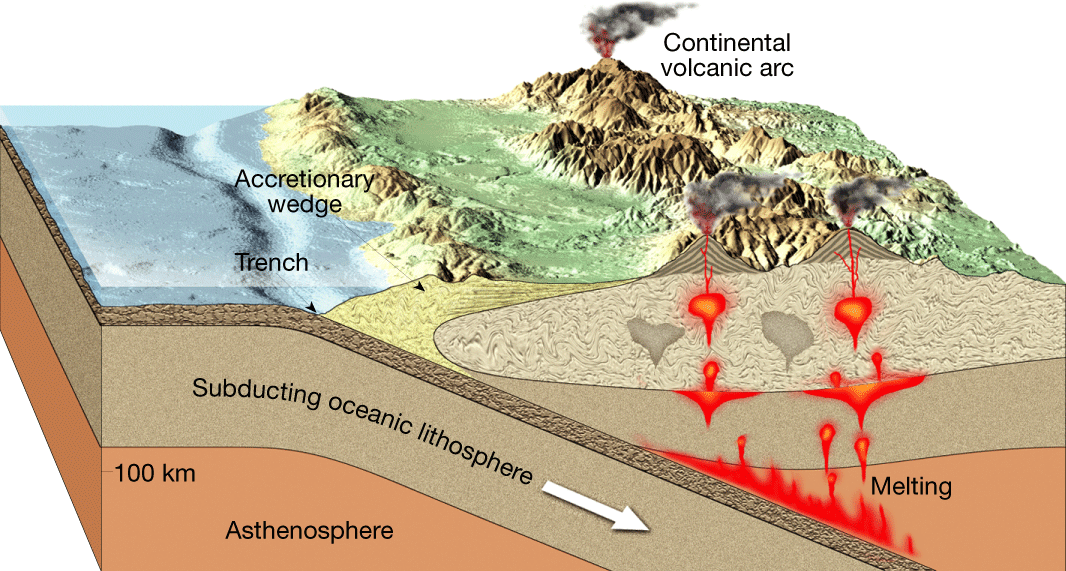 Continental
volcanic arc
Accretionary
wedge
Trench
Subducting oceanic lithosphere
100 km
Melting
Asthenosphere